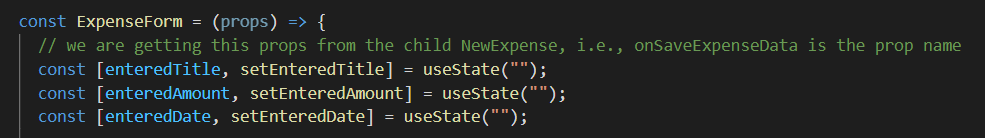 const ExpenseForm = (props) => {
// we are getting this props from the child NewExpense, i.e., onSaveExpenseData is the prop name
const [enteredTitle, setEnteredTitle] = useState("");
const [enteredAmount, setEnteredAmount] = useState("");
const [enteredDate, setEnteredDate] = useState("");